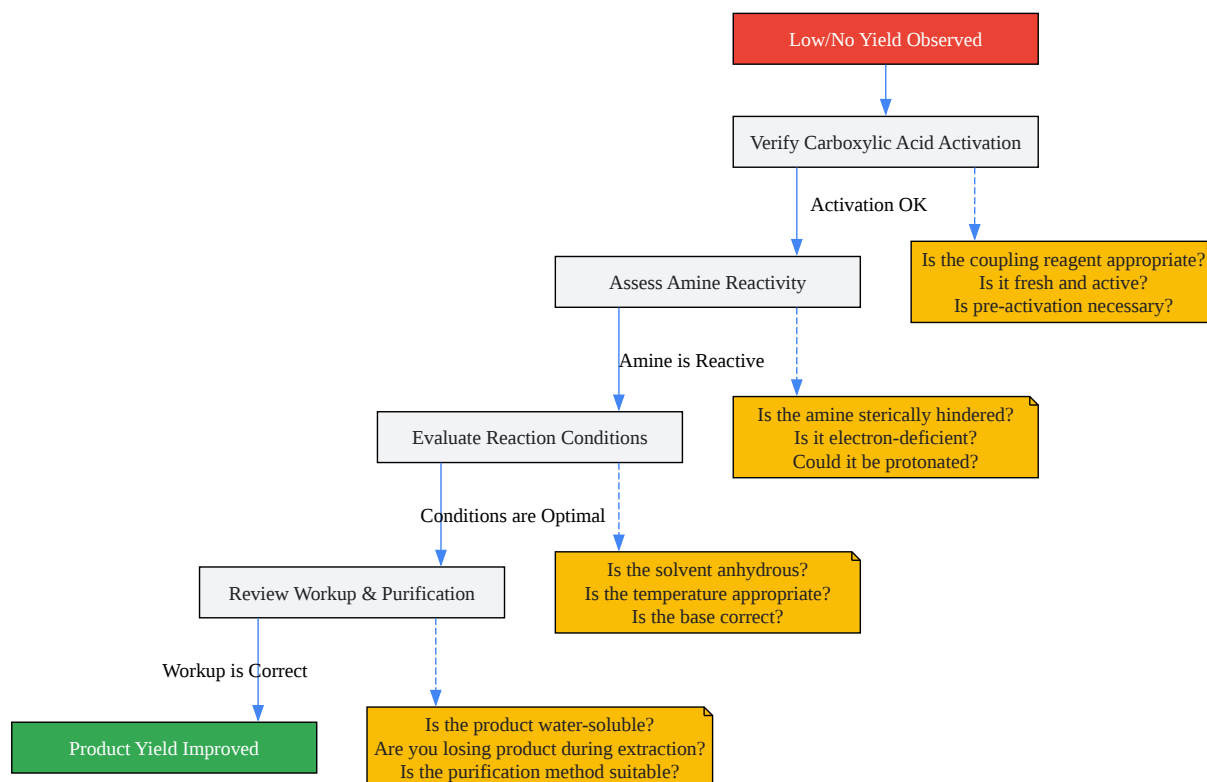 Low/No Yield Observed
Verify Carboxylic Acid Activation
Activation OK
Is the coupling reagent appropriate?
Is it fresh and active?
Is pre-activation necessary?
Assess Amine Reactivity
Amine is Reactive
Is the amine sterically hindered?
Is it electron-deficient?
Could it be protonated?
Evaluate Reaction Conditions
Conditions are Optimal
Is the solvent anhydrous?
Is the temperature appropriate?
Is the base correct?
Review Workup & Purification
Workup is Correct
Is the product water-soluble?
Are you losing product during extraction?
Is the purification method suitable?
Product Yield Improved